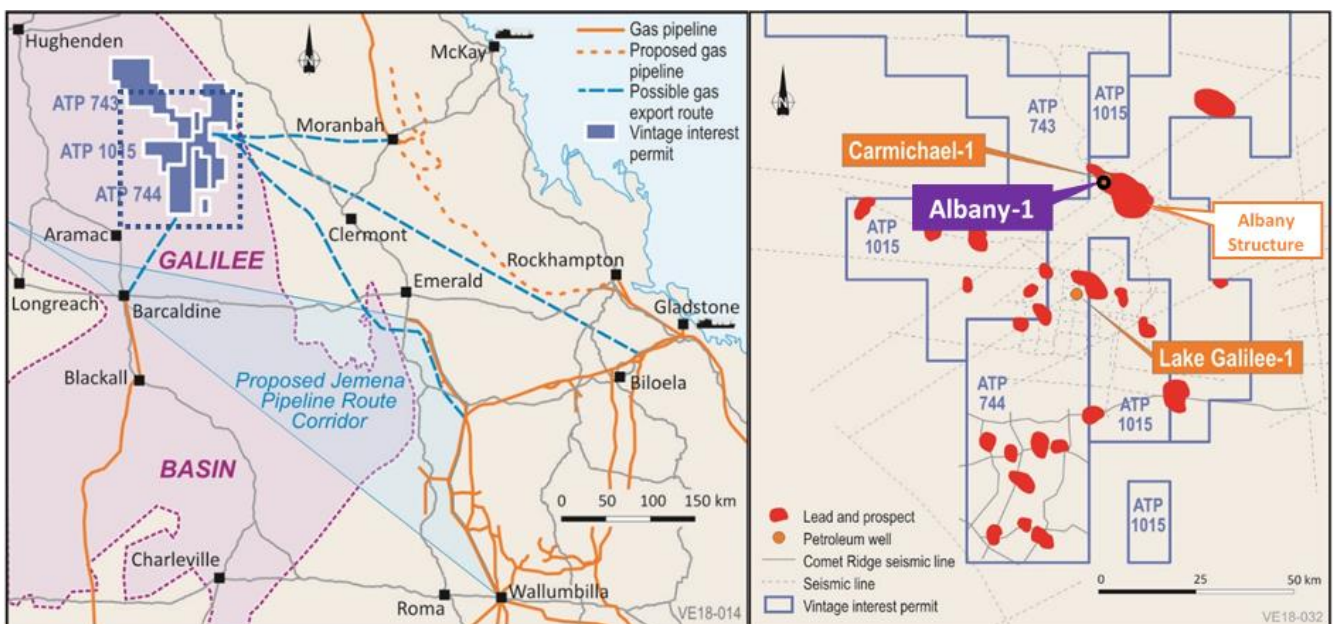 Hughenden
McKay
Gas pipeline
Proposed gas
pipeline
Possible gas
export route
Vintage interest
permit
ATP 743
Moranbah
ATP 1015
ATP 744
Clermont
Aramac
GALILEE
Rockhampton
Emerald
Longreach
Barcaldine
Gladstone
Blackall
Proposed Jemena
Pipeline Route
Corridor
Biloela
BASIN
0 50 100 150 km
Charleville
Roma
Wallumbilla
VE18-014
N
ATP
743
ATP
1015
Carmichael-1
Albany-1
Albany
Structure
ATP
1015
Lake Galilee-1
ATP
744
ATP
1015
ATP
1015
Lead and prospect
Petroleum well
Comet Ridge seismic line
Seismic line
Vintage interest permit
0 25 50 km
VE18-032